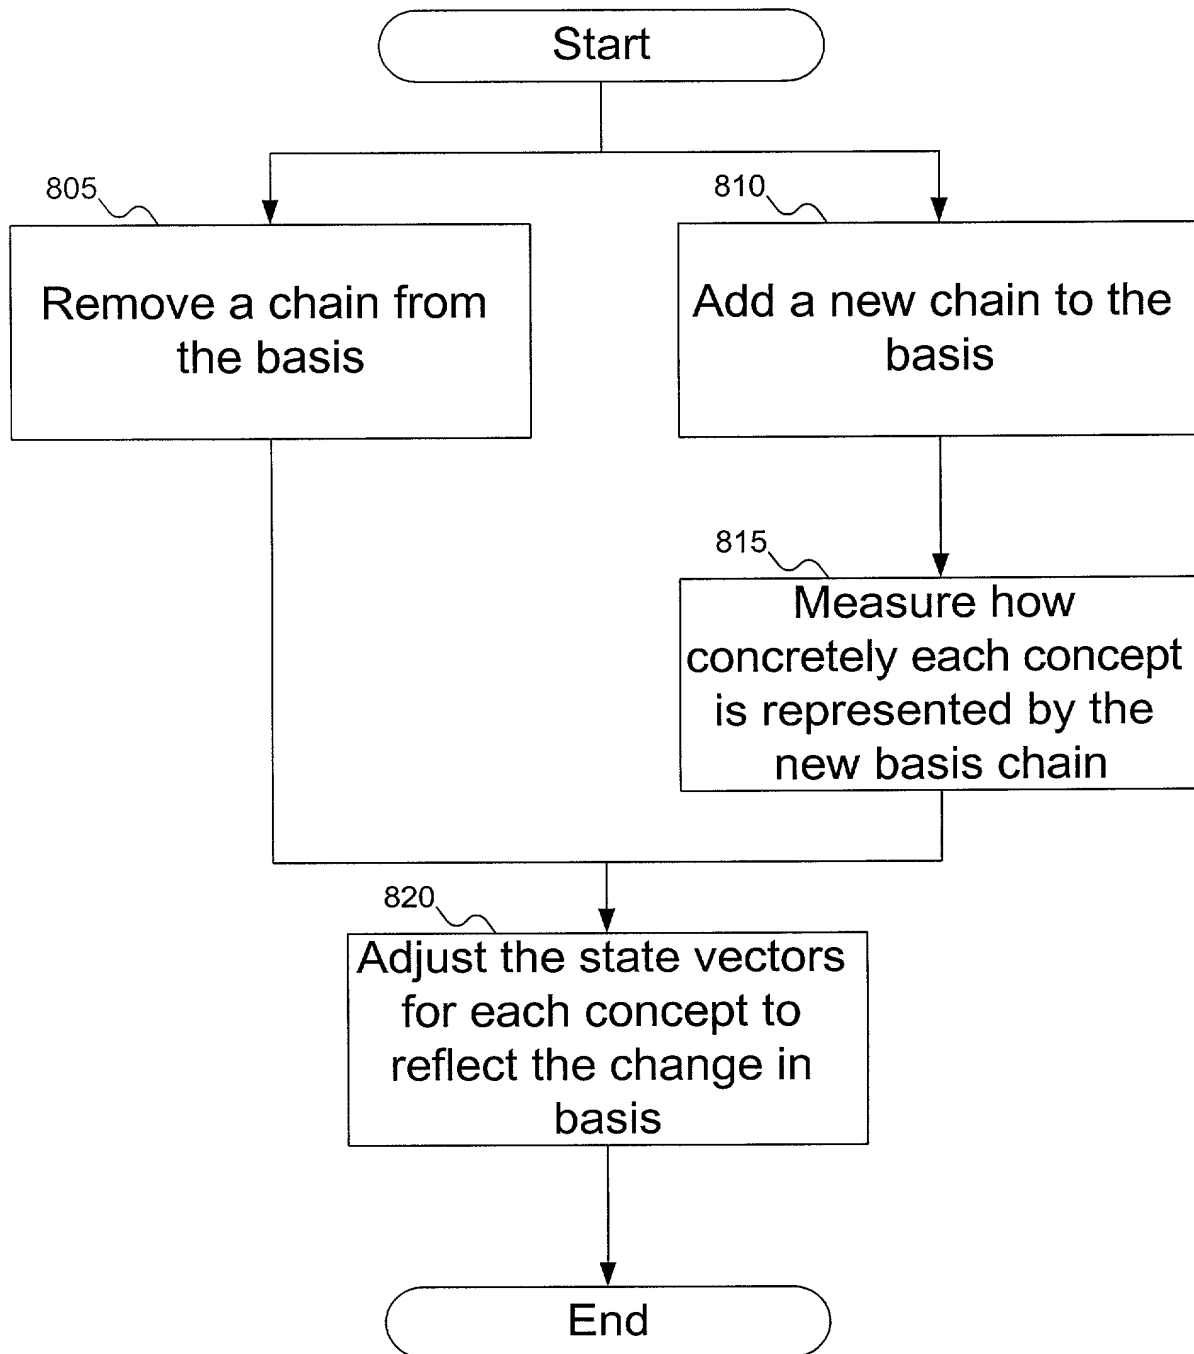 Start
805
Remove a chain from
the basis
810
Add a new chain to the
basis
815
Measure how
concretely each concept
is represented by the
new basis chain
820
Adjust the state vectors
for each concept to
reflect the change in
basis
End